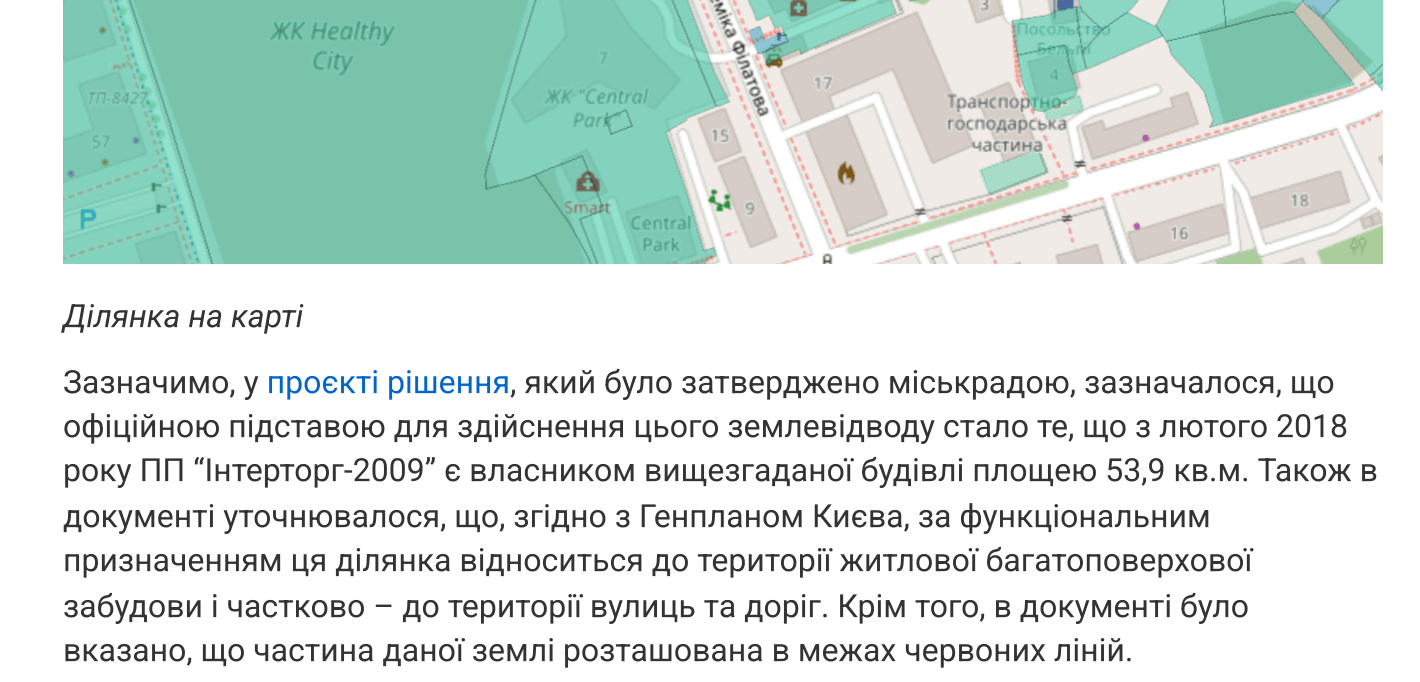 ЖК Healthy
City
ТП-8427
57
P
7
ЖК "Central
Park"
Smart
Central
Park
15
9
еміка Філатова
17
3
Посольство
Бельгії
4
Транспортно-
господарська
частина
16
18
Ділянка на карті
Зазначимо, у проєкті рішення, який було затверджено міськрадою, зазначалося, що
офіційною підставою для здійснення цього землевідводу стало те, що з лютого 2018
року ПП “Інтерторг-2009” є власником вищезгаданої будівлі площею 53,9 кв.м. Також в
документі уточнювалося, що, згідно з Генпланом Києва, за функціональним
призначенням ця ділянка відноситься до території житлової багатоповерхової
забудови і частково – до території вулиць та доріг. Крім того, в документі було
вказано, що частина даної землі розташована в межах червоних ліній.